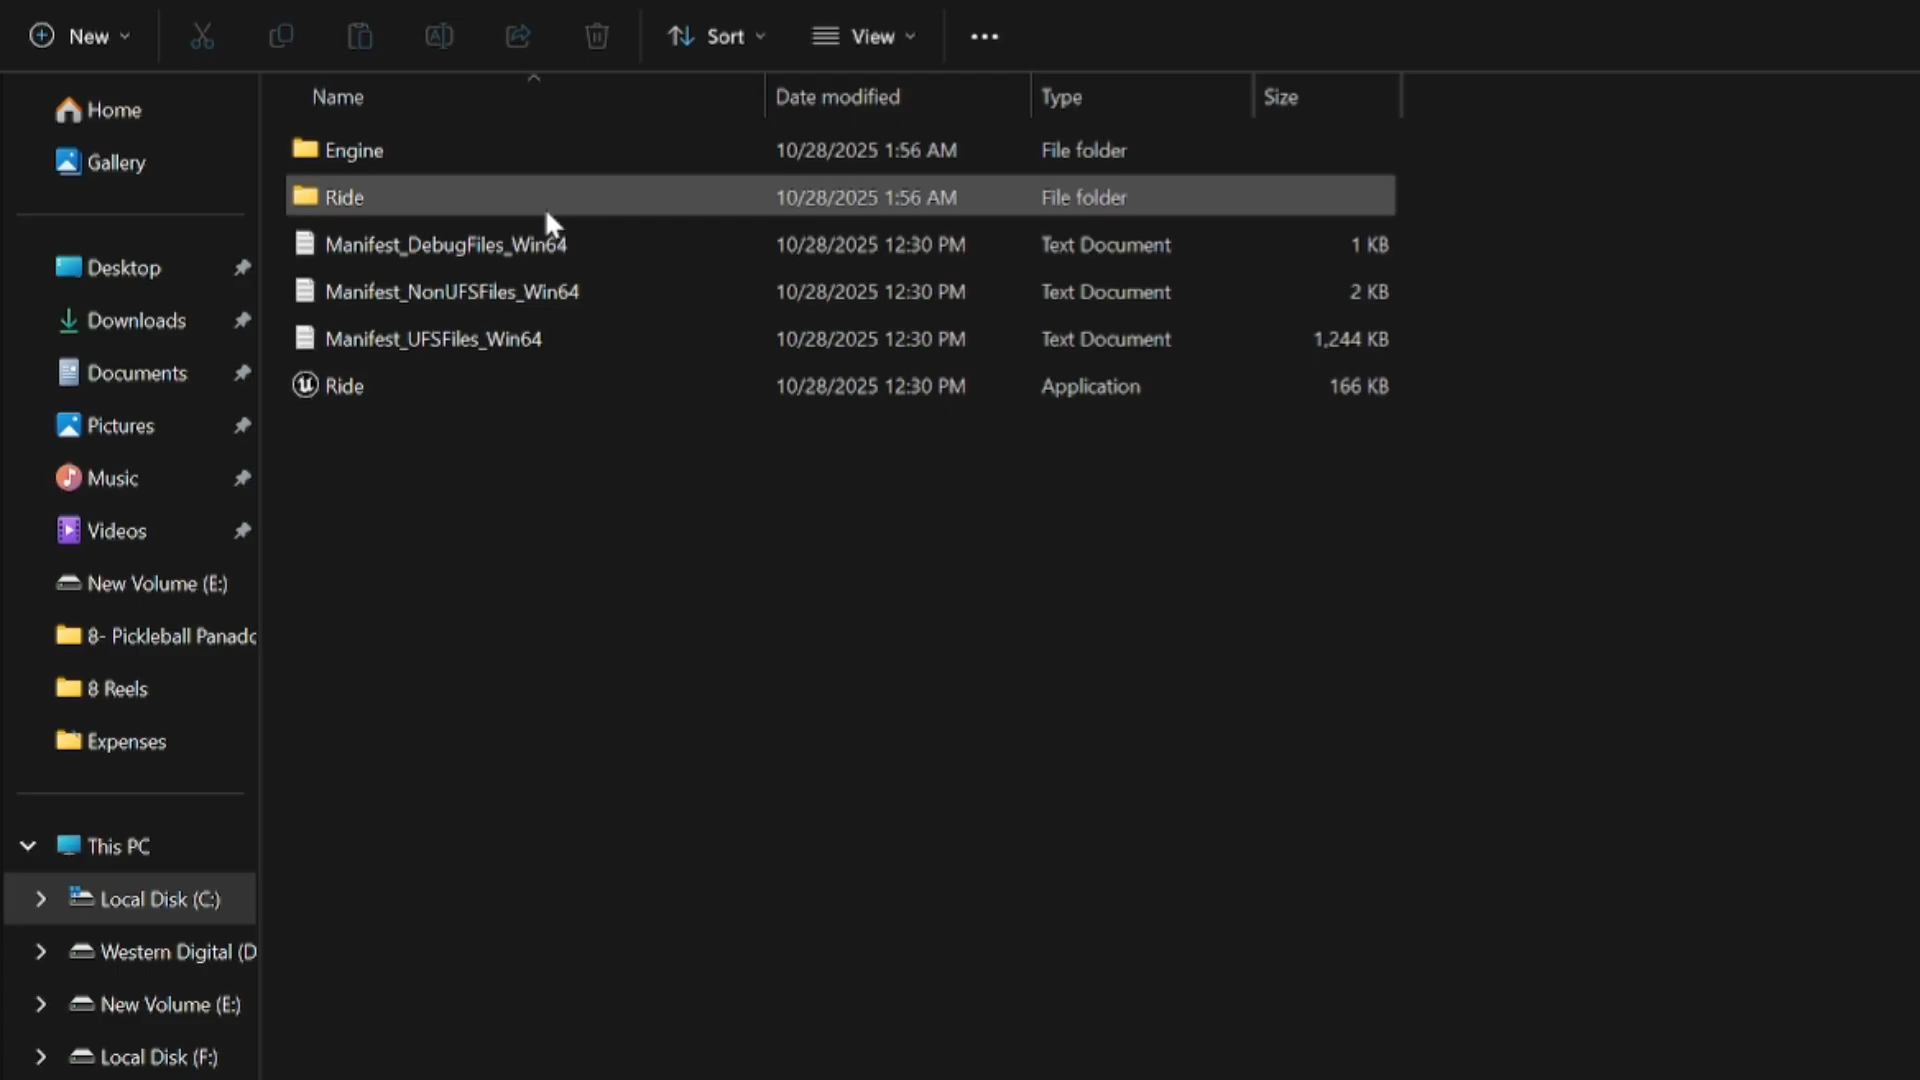 New Sort View
Name Date modified Type Size
Home
Gallery
Desktop
Downloads
Documents
Pictures
Music
Videos
New Volume (E:)
8- Pickleball Panado
8 Reels
Expenses
This PC
Local Disk (C:)
Western Digital (D
New Volume (E:)
Local Disk (F:)
Engine 10/28/2025 1:56 AM File folder
Ride 10/28/2025 1:56 AM File folder
Manifest_DebugFiles_Win64 10/28/2025 12:30 PM Text Document 1 KB
Manifest_NonUFSFiles_Win64 10/28/2025 12:30 PM Text Document 2 KB
Manifest_UFSFiles_Win64 10/28/2025 12:30 PM Text Document 1,244 KB
Ride 10/28/2025 12:30 PM Application 166 KB